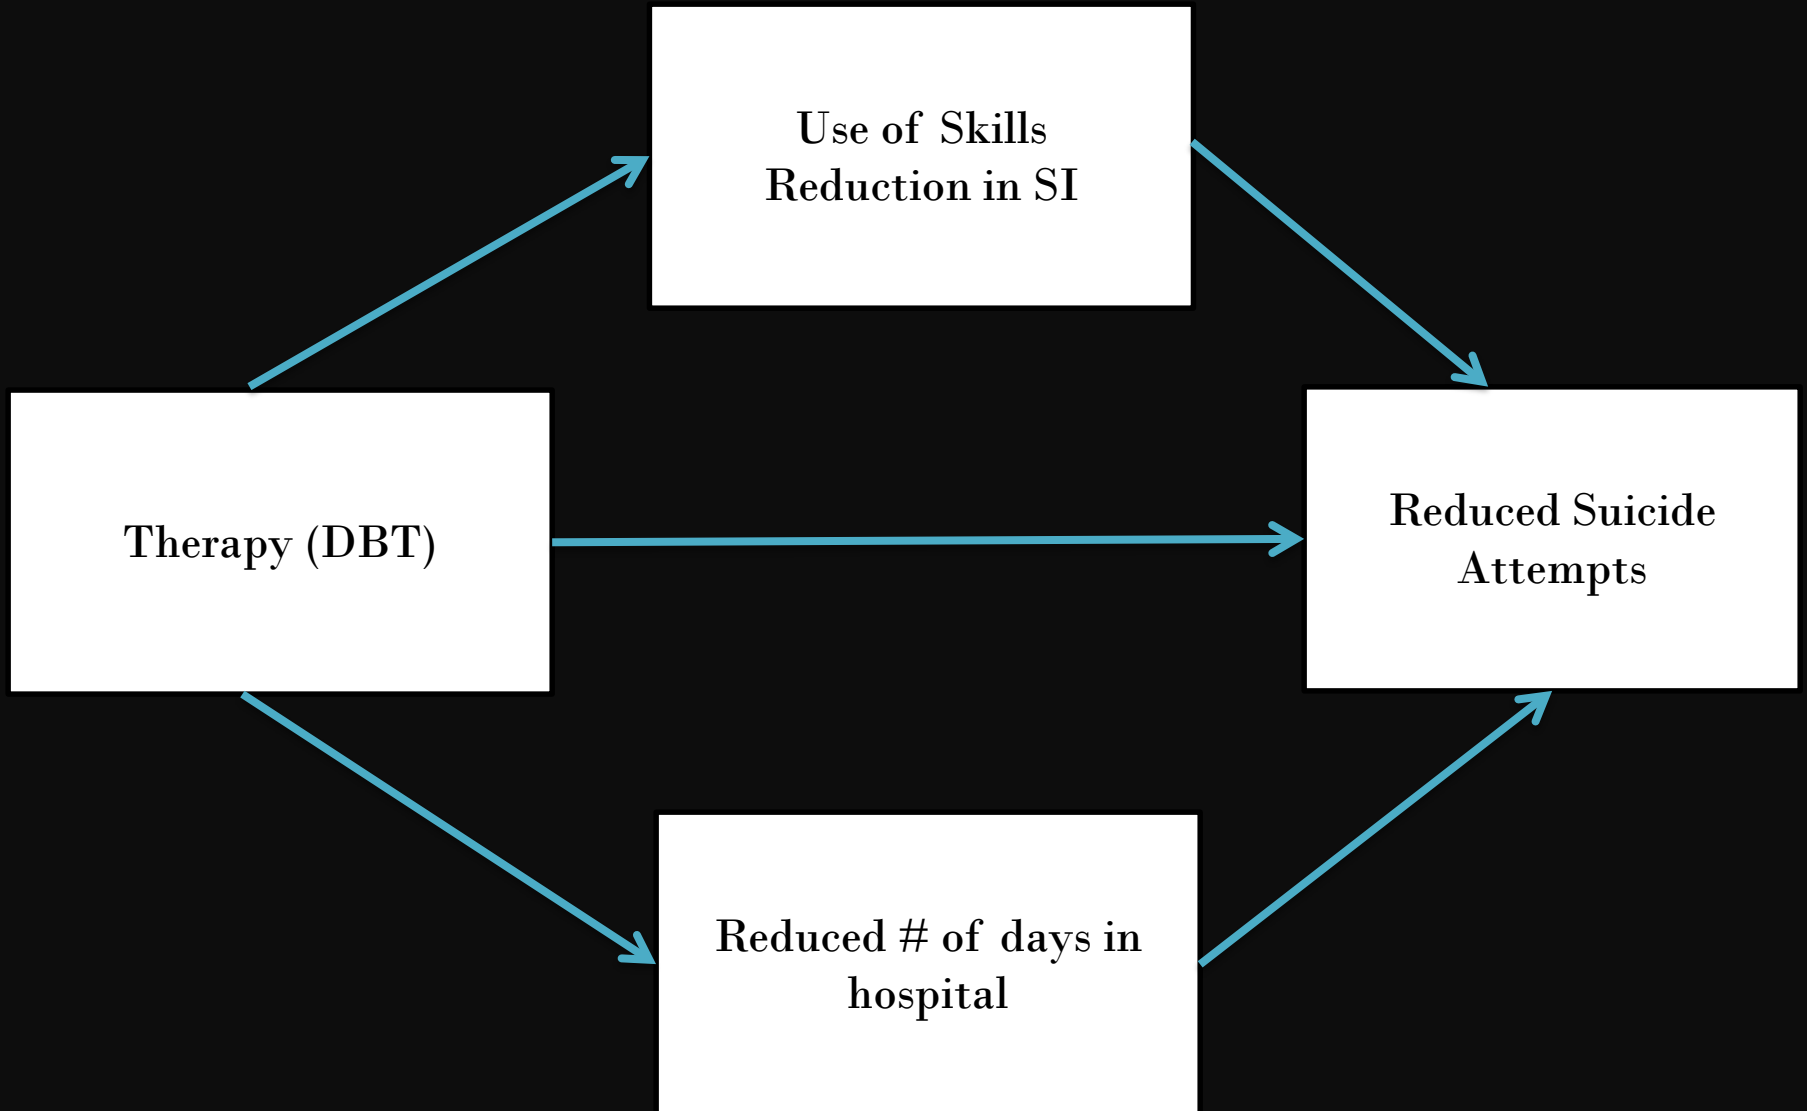 Use of Skills
Reduction in SI
Therapy (DBT)
Reduced Suicide
Attempts
Reduced # of days in
hospital